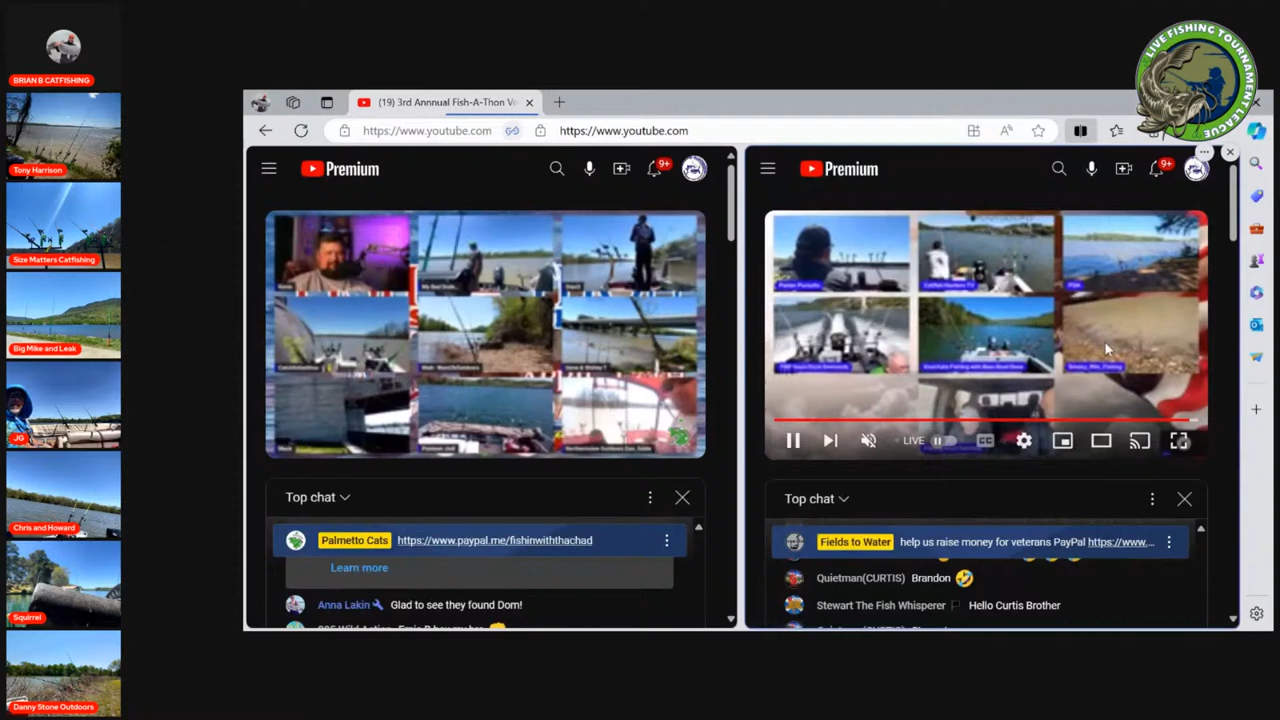 BRIAN B CATFISHING
Tony Harrison
Size Matters Catfishing
Big Mike and Leak
JG
Chris and Howard
Squirrel
Danny Stone Outdoors
LIVE FISHING TOURNAMENT LEAGUE
(19) 3rd Annnual Fish-A-Thon Ve
https://www.youtube.com
https://www.youtube.com
Premium
9+
Premium
9+
LIVE
CC
Top chat
Palmetto Cats https://www.paypal.me/fishinwiththachad
Learn more
Anna Lakin Glad to see they found Dom!
Top chat
Fields to Water help us raise money for veterans PayPal https://www....
Quietman(CURTIS) Brandon
Stewart The Fish Whisperer Hello Curtis Brother